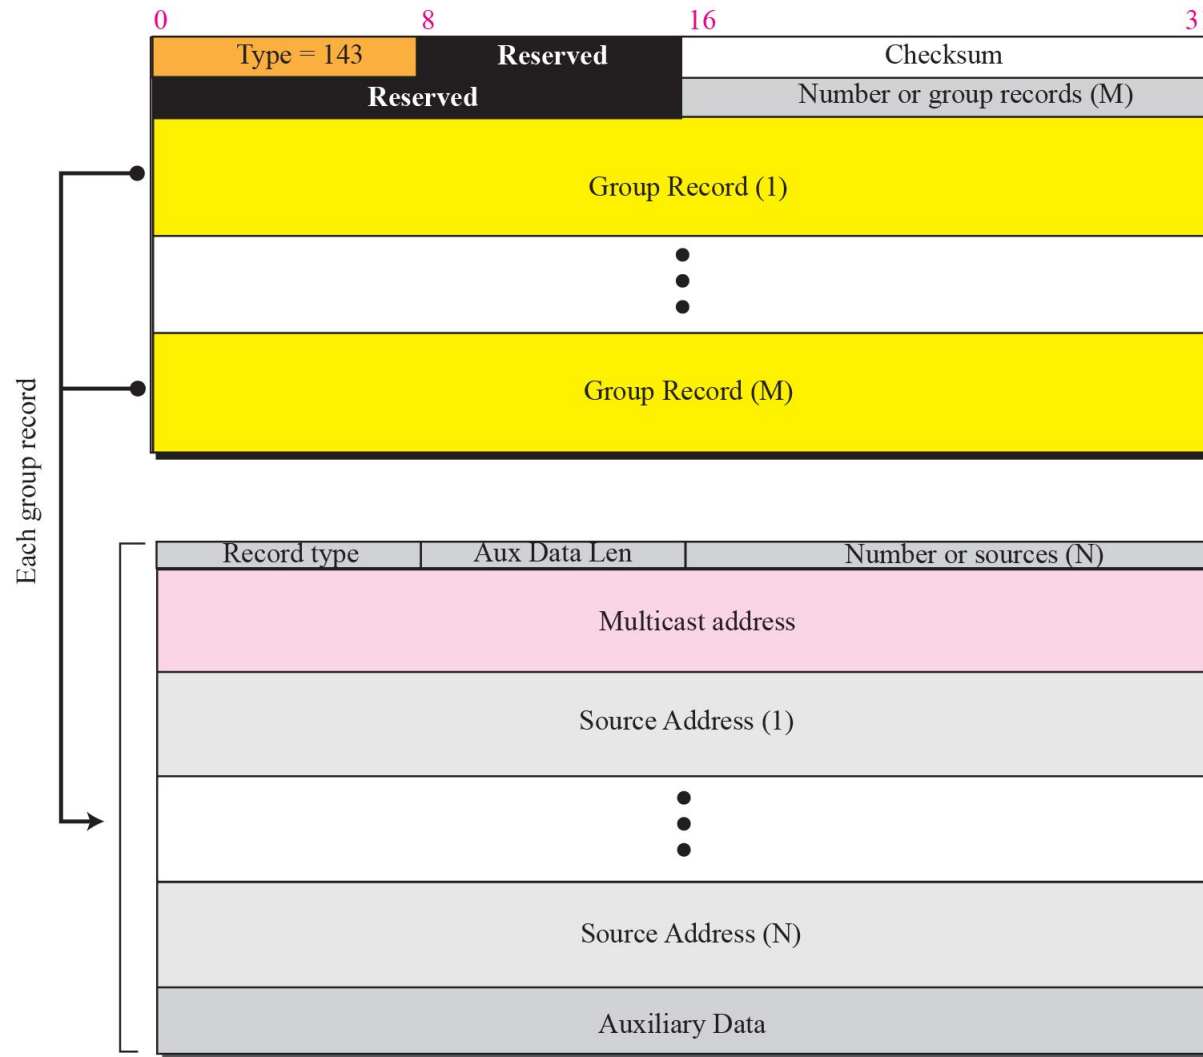 0 8 16 3
Type = 143 Reserved Checksum
Reserved Number or group records (M)
Group Record (1)
Group Record (M)
Each group record
Record type Aux Data Len Number or sources (N)
Multicast address
Source Address (1)
Source Address (N)
Auxiliary Data